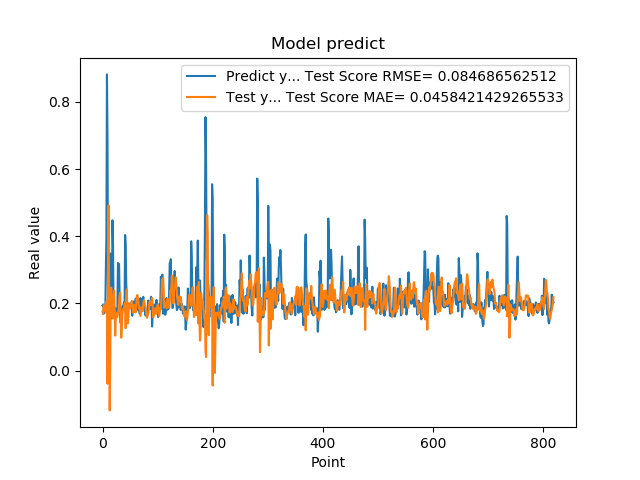 Model predict
Predict y... Test Score RMSE= 0.084686562512
Test y... Test Score MAE= 0.0458421429265533
Real value
0.8
0.6
0.4
0.2
0.0
0 200 400 600 800
Point